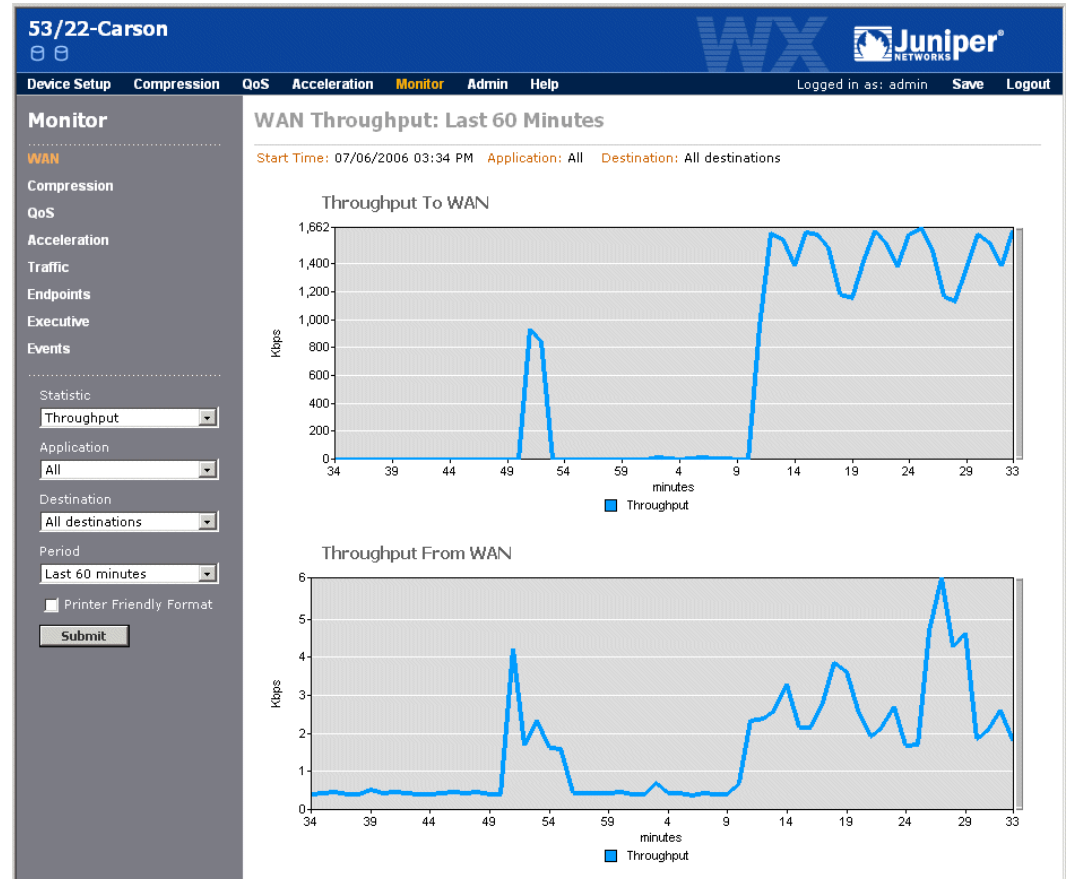 53/22-Carson
WX
Juniper®
NETWORKS
Device Setup Compression QoS Acceleration Monitor Admin Help Logged in as: admin Save Logout
Monitor
WAN
Compression
QoS
Acceleration
Traffic
Endpoints
Executive
Events
Statistic
Throughput
Application
All
Destination
All destinations
Period
Last 60 minutes
Printer Friendly Format
Submit
WAN Throughput: Last 60 Minutes
Start Time: 07/06/2006 03:34 PM Application: All Destination: All destinations
Throughput To WAN
1,662
1,400
1,200
1,000
800
600
400
200
0
Kbps
34 39 44 49 54 59 4 9 14 19 24 29 33
minutes
Throughput
Throughput From WAN
6
5
4
3
2
1
0
Kbps
34 39 44 49 54 59 4 9 14 19 24 29 33
minutes
Throughput